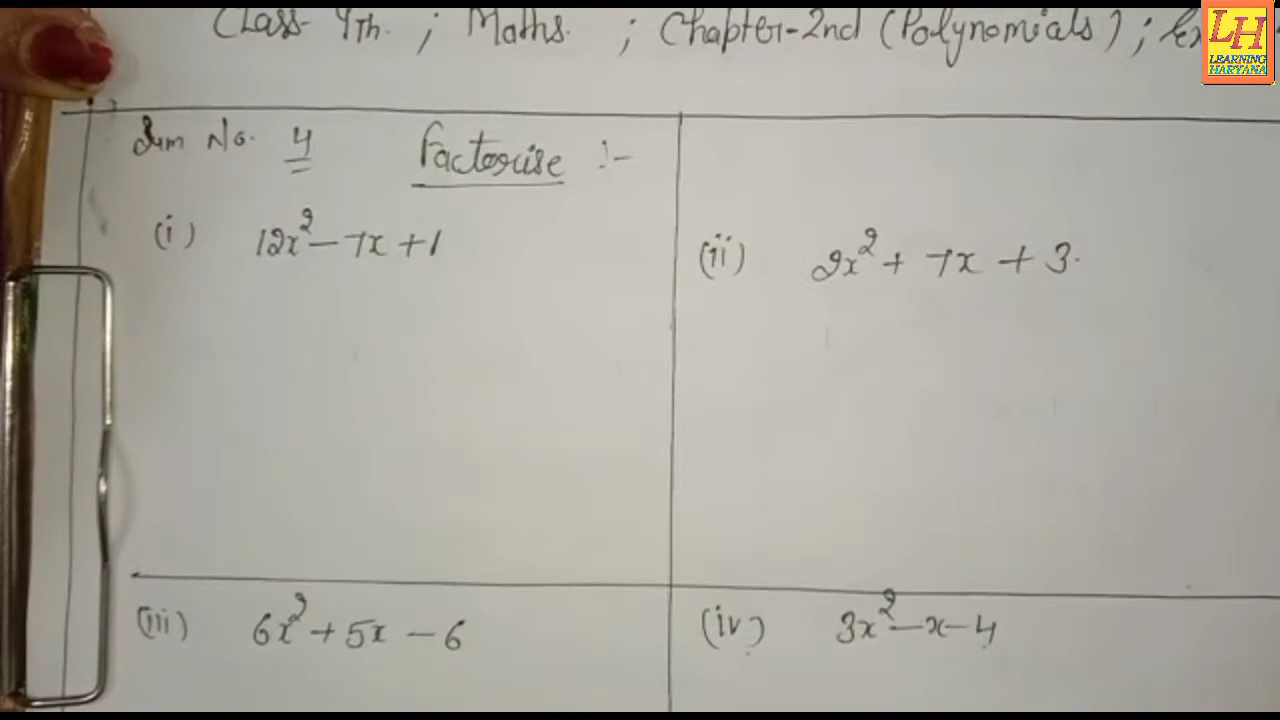 Class- 9th. ; Maths. ; Chapter-2nd (Polynomials) ; Ex
LH
LEARNING
HARYANA
Sum No. 4 Factorise :-
(i) 12x² - 7x + 1
(ii) 2x² + 7x + 3.
(iii) 6x² + 5x - 6
(iv) 3x² - x - 4